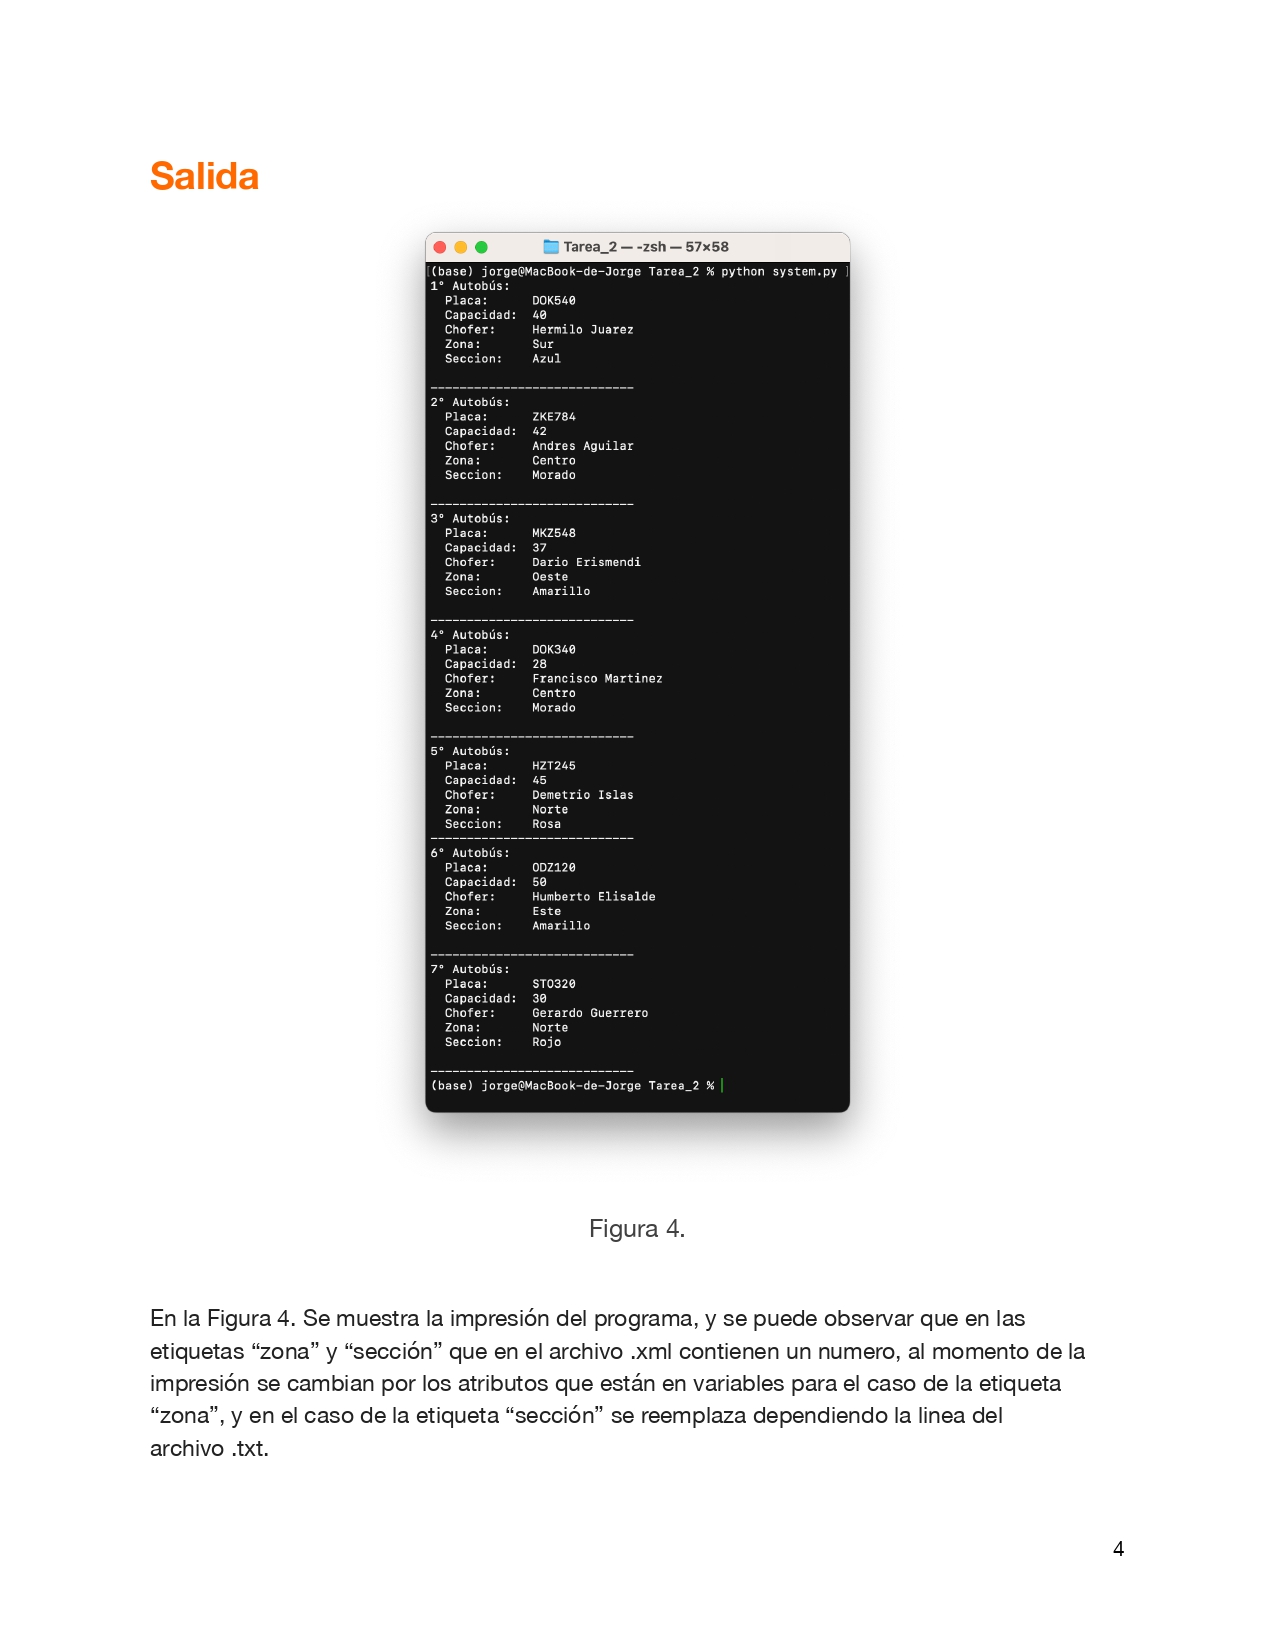 Salida
Tarea_2 — -zsh — 57×58
[(base) jorge@MacBook-de-Jorge Tarea_2 % python system.py ]
1° Autobús:
Placa: DOK540
Capacidad: 40
Chofer: Hermilo Juarez
Zona: Sur
Seccion: Azul
----------------------------
2° Autobús:
Placa: ZKE784
Capacidad: 42
Chofer: Andres Aguilar
Zona: Centro
Seccion: Morado
----------------------------
3° Autobús:
Placa: MKZ548
Capacidad: 37
Chofer: Dario Erismendi
Zona: Oeste
Seccion: Amarillo
----------------------------
4° Autobús:
Placa: DOK340
Capacidad: 28
Chofer: Francisco Martinez
Zona: Centro
Seccion: Morado
----------------------------
5° Autobús:
Placa: HZT245
Capacidad: 45
Chofer: Demetrio Islas
Zona: Norte
Seccion: Rosa
----------------------------
6° Autobús:
Placa: ODZ120
Capacidad: 50
Chofer: Humberto Elisalde
Zona: Este
Seccion: Amarillo
----------------------------
7° Autobús:
Placa: STO320
Capacidad: 30
Chofer: Gerardo Guerrero
Zona: Norte
Seccion: Rojo
----------------------------
(base) jorge@MacBook-de-Jorge Tarea_2 %
Figura 4.
En la Figura 4. Se muestra la impresión del programa, y se puede observar que en las
etiquetas “zona” y “sección” que en el archivo .xml contienen un numero, al momento de la
impresión se cambian por los atributos que están en variables para el caso de la etiqueta
“zona”, y en el caso de la etiqueta “sección” se reemplaza dependiendo la linea del
archivo .txt.
4